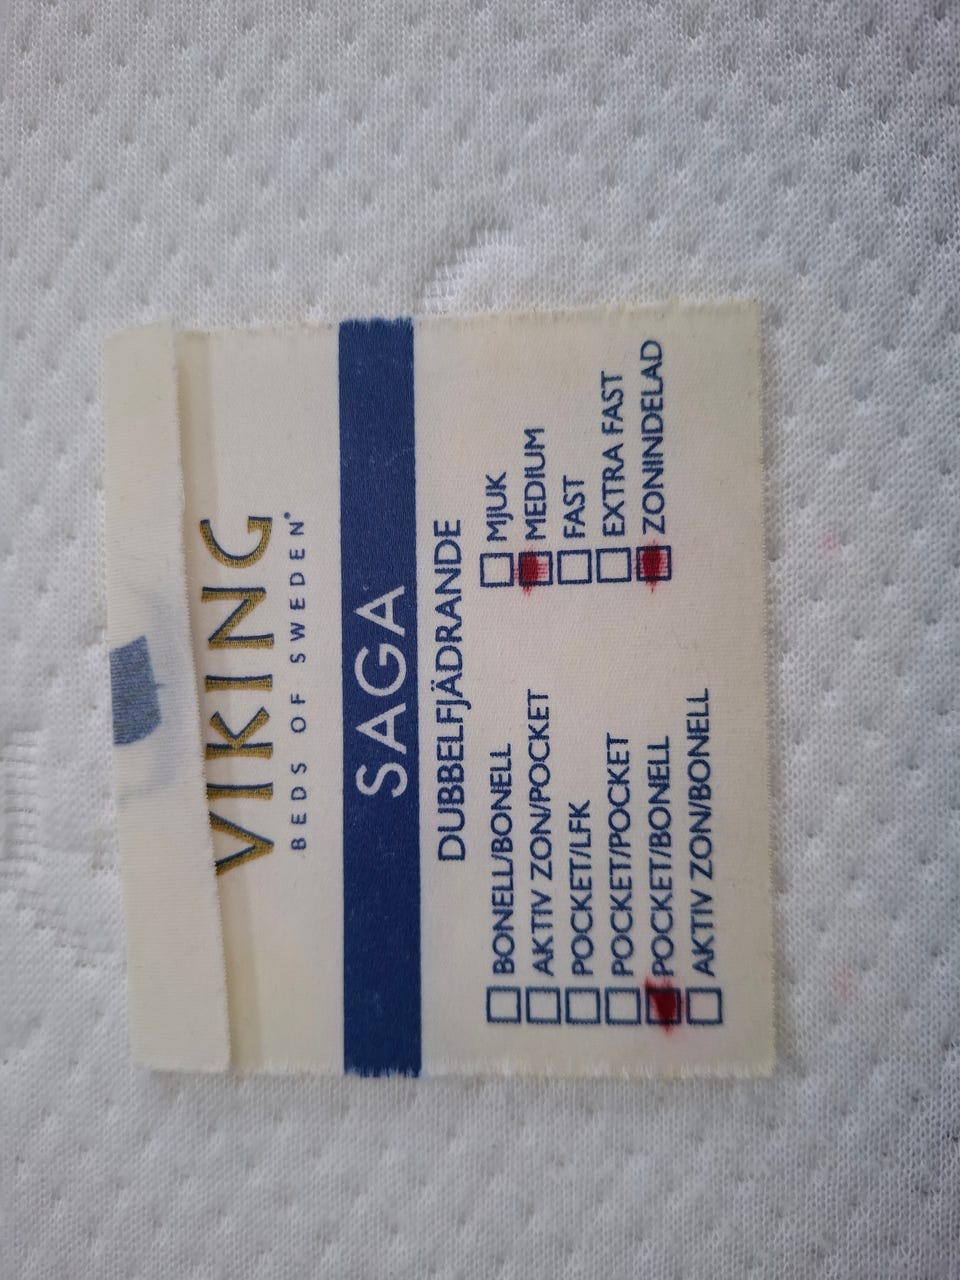 VIKING
BEDS OF SWEDEN®
SAGA
DUBBELFJÄDRANDE
BONELL/BONELL
AKTIV ZON/POCKET
POCKET/LFK
POCKET/POCKET
POCKET/BONELL
AKTIV ZON/BONELL
MJUK
MEDIUM
FAST
EXTRA FAST
ZONINDELAD